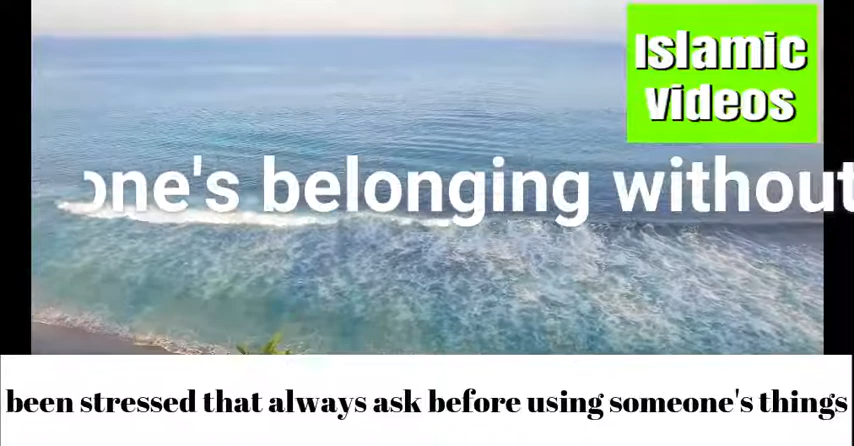 Islamic
Videos
one's belonging without
been stressed that always ask before using someone's things